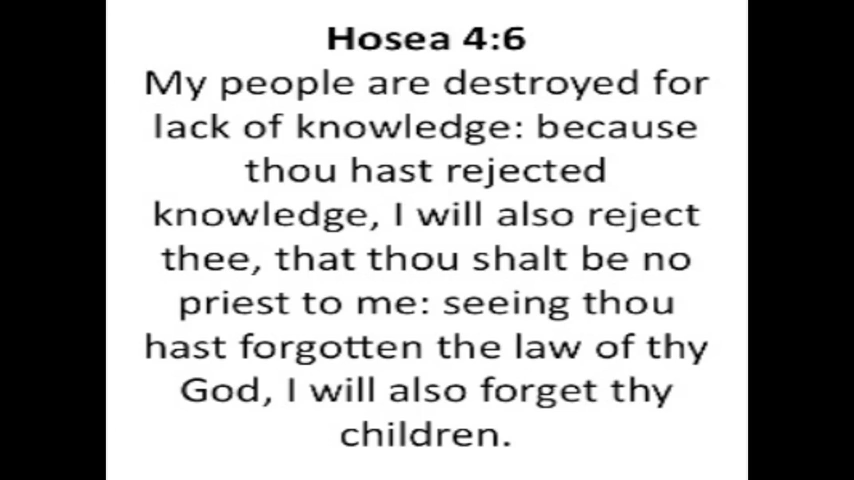 Hosea 4:6
My people are destroyed for
lack of knowledge: because
thou hast rejected
knowledge, I will also reject
thee, that thou shalt be no
priest to me: seeing thou
hast forgotten the law of thy
God, I will also forget thy
children.